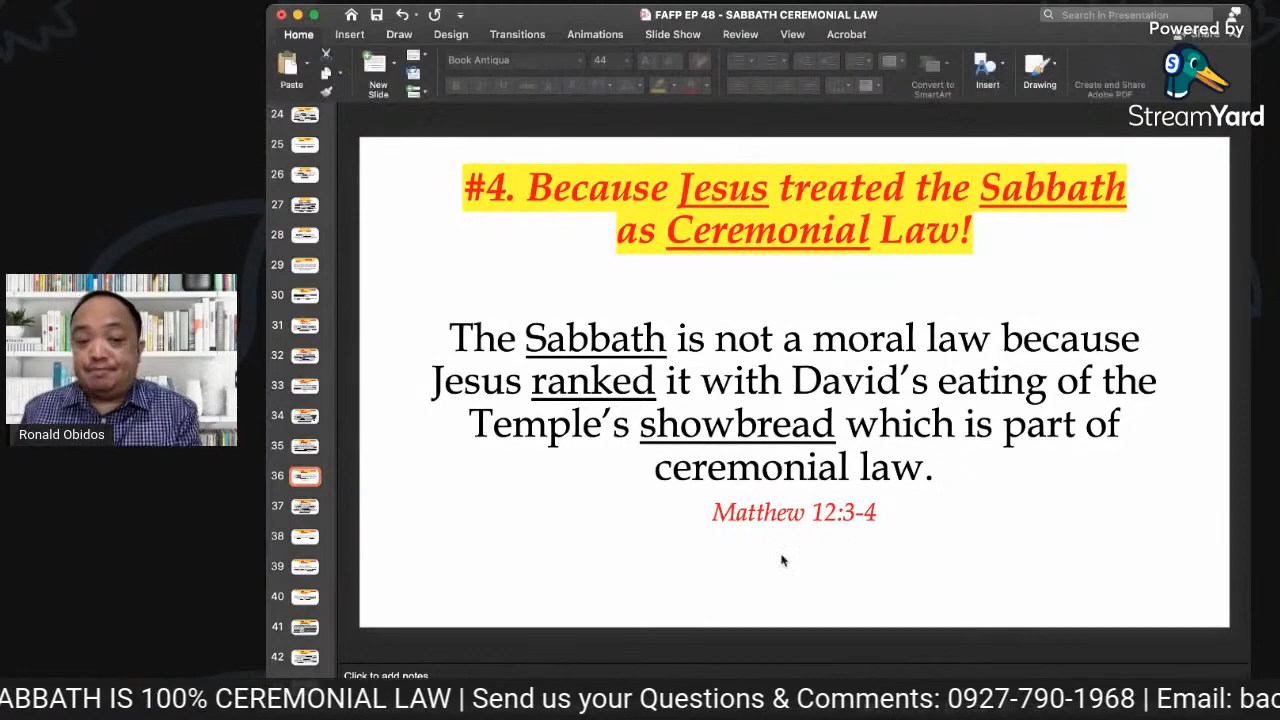 FAFP EP 48 - SABBATH CEREMONIAL LAW
Search in Presentation
Powered by
StreamYard
Home Insert Draw Design Transitions Animations Slide Show Review View Acrobat
Share
Paste
New Slide
Book Antiqua 44
Convert to SmartArt
Insert
Drawing
Create and Share Adobe PDF
24
25
26
27
28
29
30
31
32
33
34
35
36
37
38
39
40
41
42
#4. Because Jesus treated the Sabbath
as Ceremonial Law!
The Sabbath is not a moral law because
Jesus ranked it with David's eating of the
Temple's showbread which is part of
ceremonial law.
Matthew 12:3-4
Ronald Obidos
Click to add notes
ABBATH IS 100% CEREMONIAL LAW | Send us your Questions & Comments: 0927-790-1968 | Email: bac